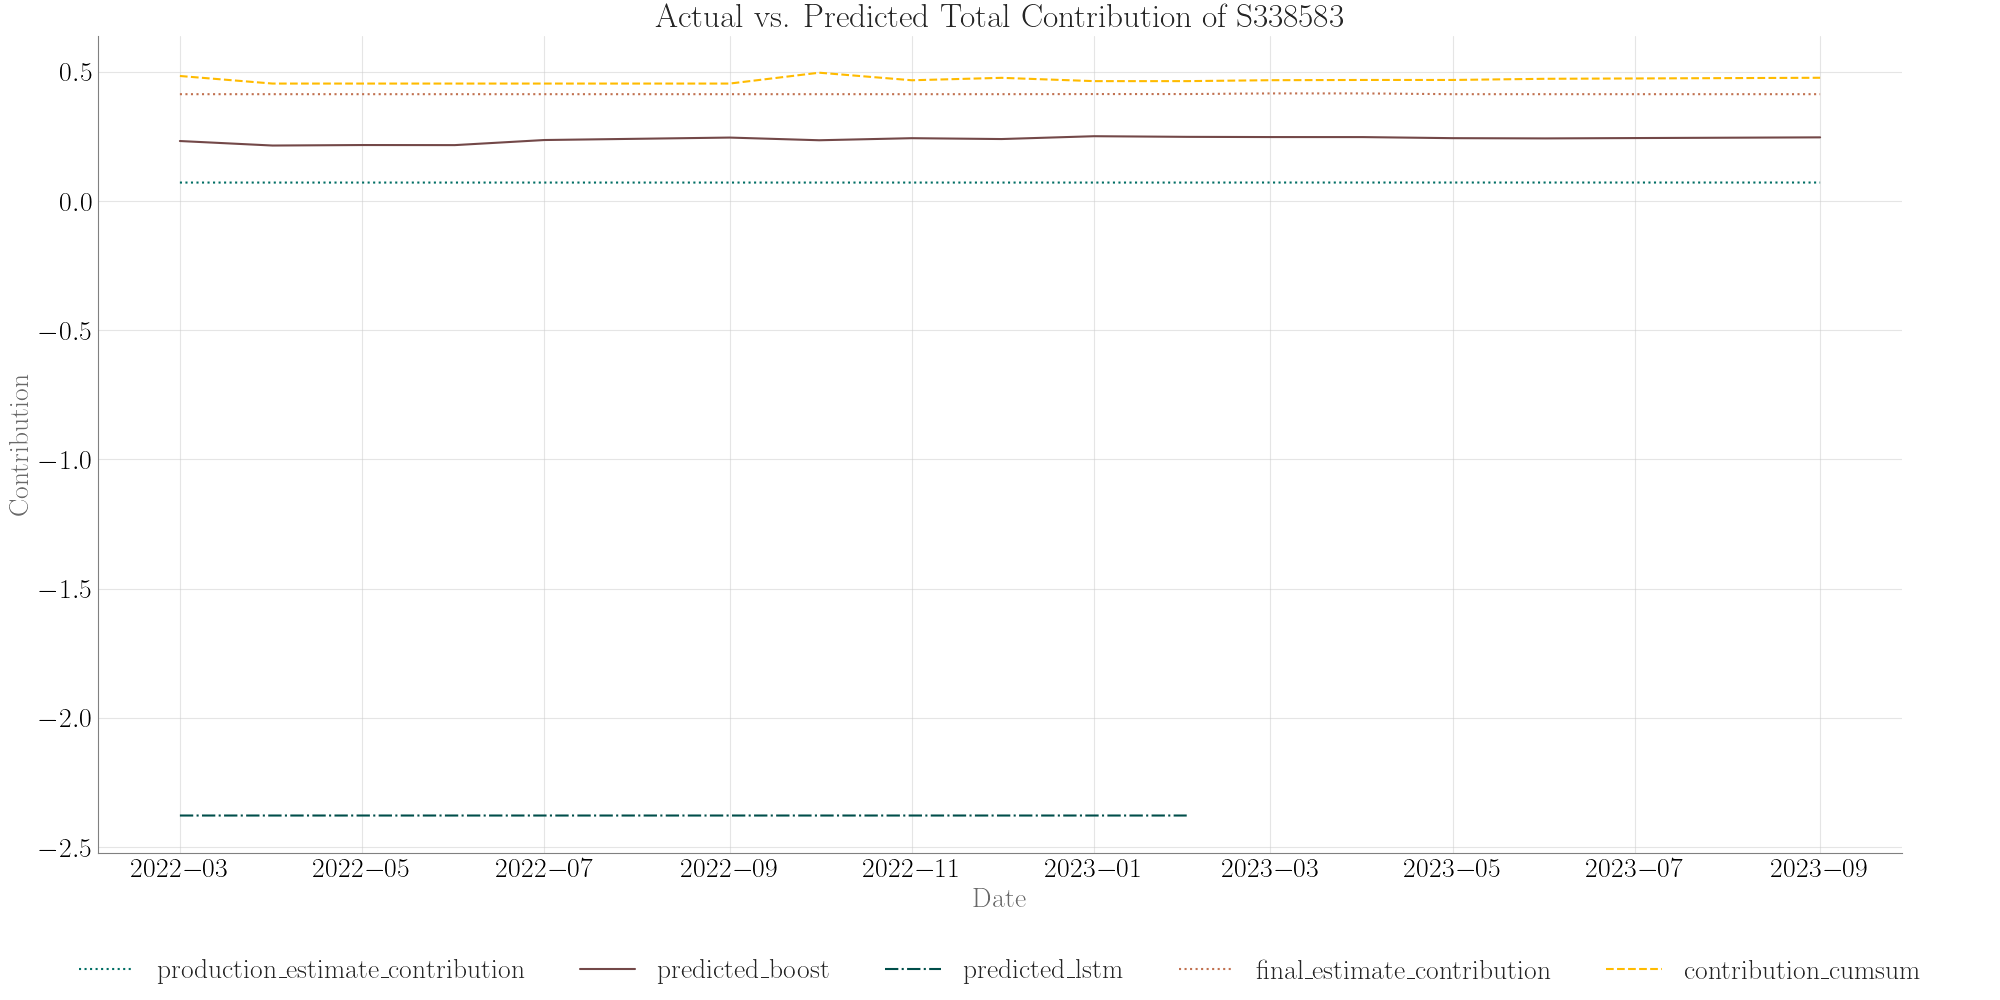 Actual vs. Predicted Total Contribution of S338583
Contribution
0.5
0.0
−0.5
−1.0
−1.5
−2.0
−2.5
2022−03 2022−05 2022−07 2022−09 2022−11 2023−01 2023−03 2023−05 2023−07 2023−09
Date
production_estimate_contribution predicted_boost predicted_lstm final_estimate_contribution contribution_cumsum